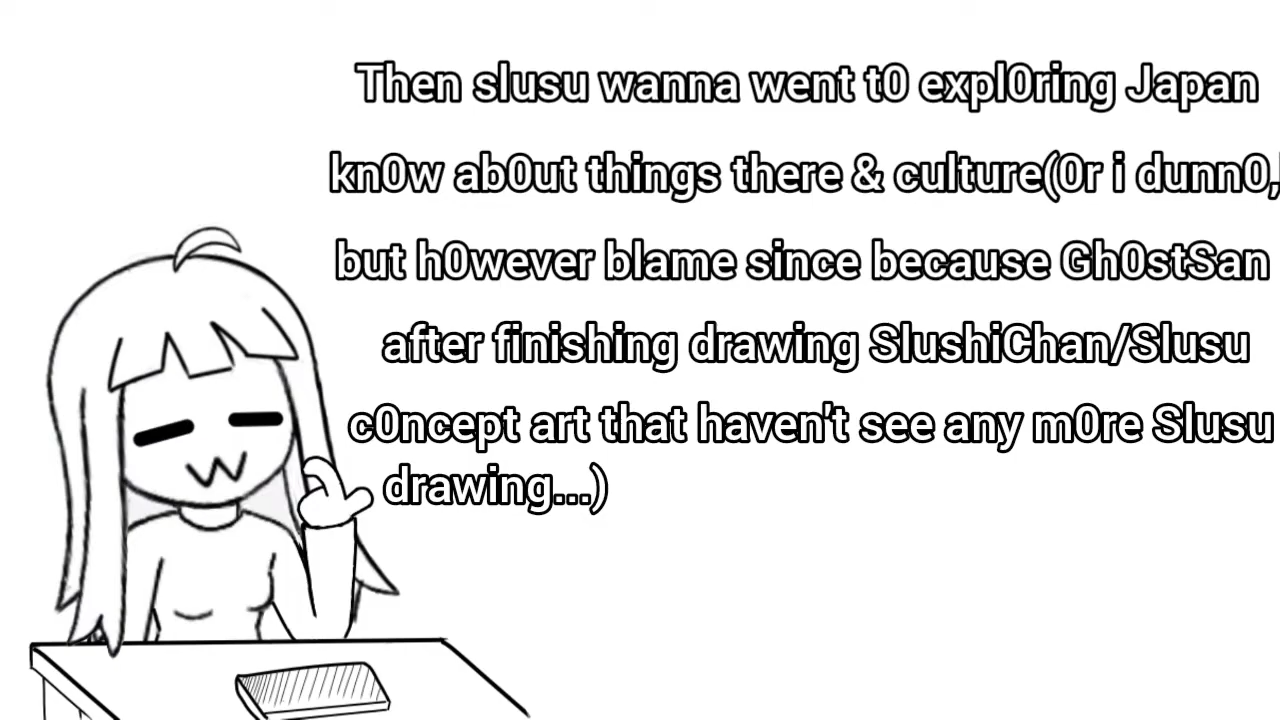 Then slusu wanna went t0 expl0ring Japan
kn0w ab0ut things there & culture(0r i dunn0,
but h0wever blame since because Gh0stSan
after finishing drawing SlushiChan/Slusu
c0ncept art that haven't see any m0re Slusu
drawing...)